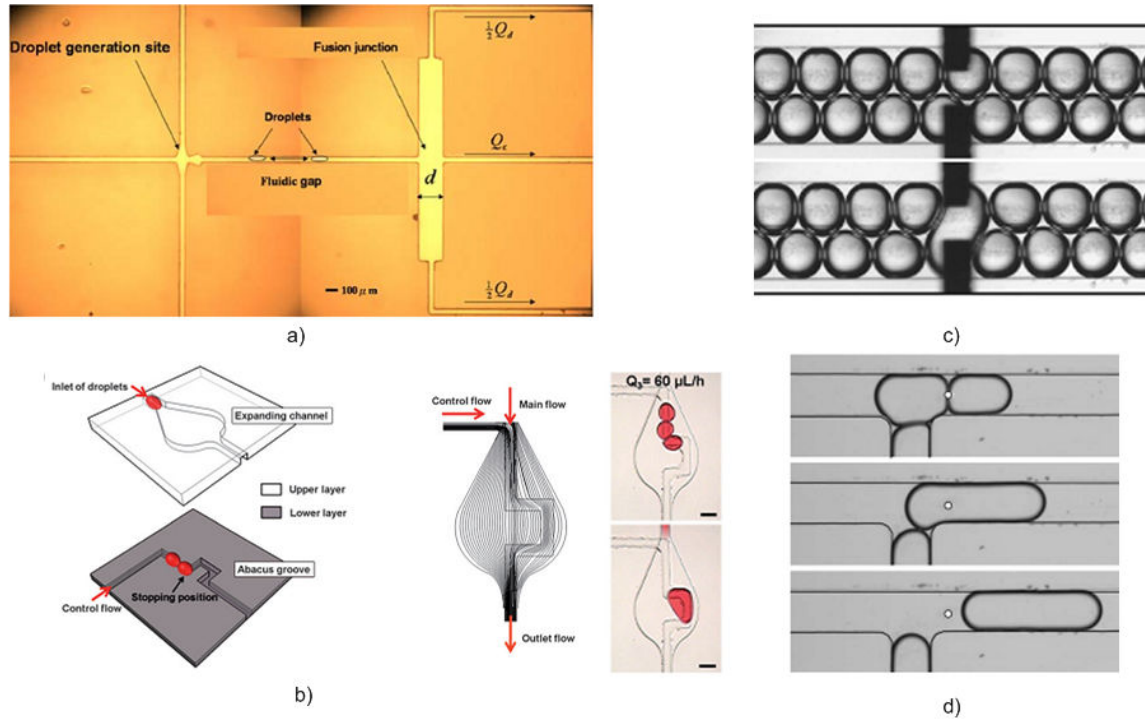 ½Q_d
Droplet generation site
Fusion junction
Droplets
Q_c
Fluidic gap
d
100 μm
½Q_d
a)
c)
Inlet of droplets
Expanding channel
Upper layer
Lower layer
Abacus groove
Stopping position
Control flow
Control flow
Main flow
Outlet flow
Q₃= 60 μL/h
b)
d)